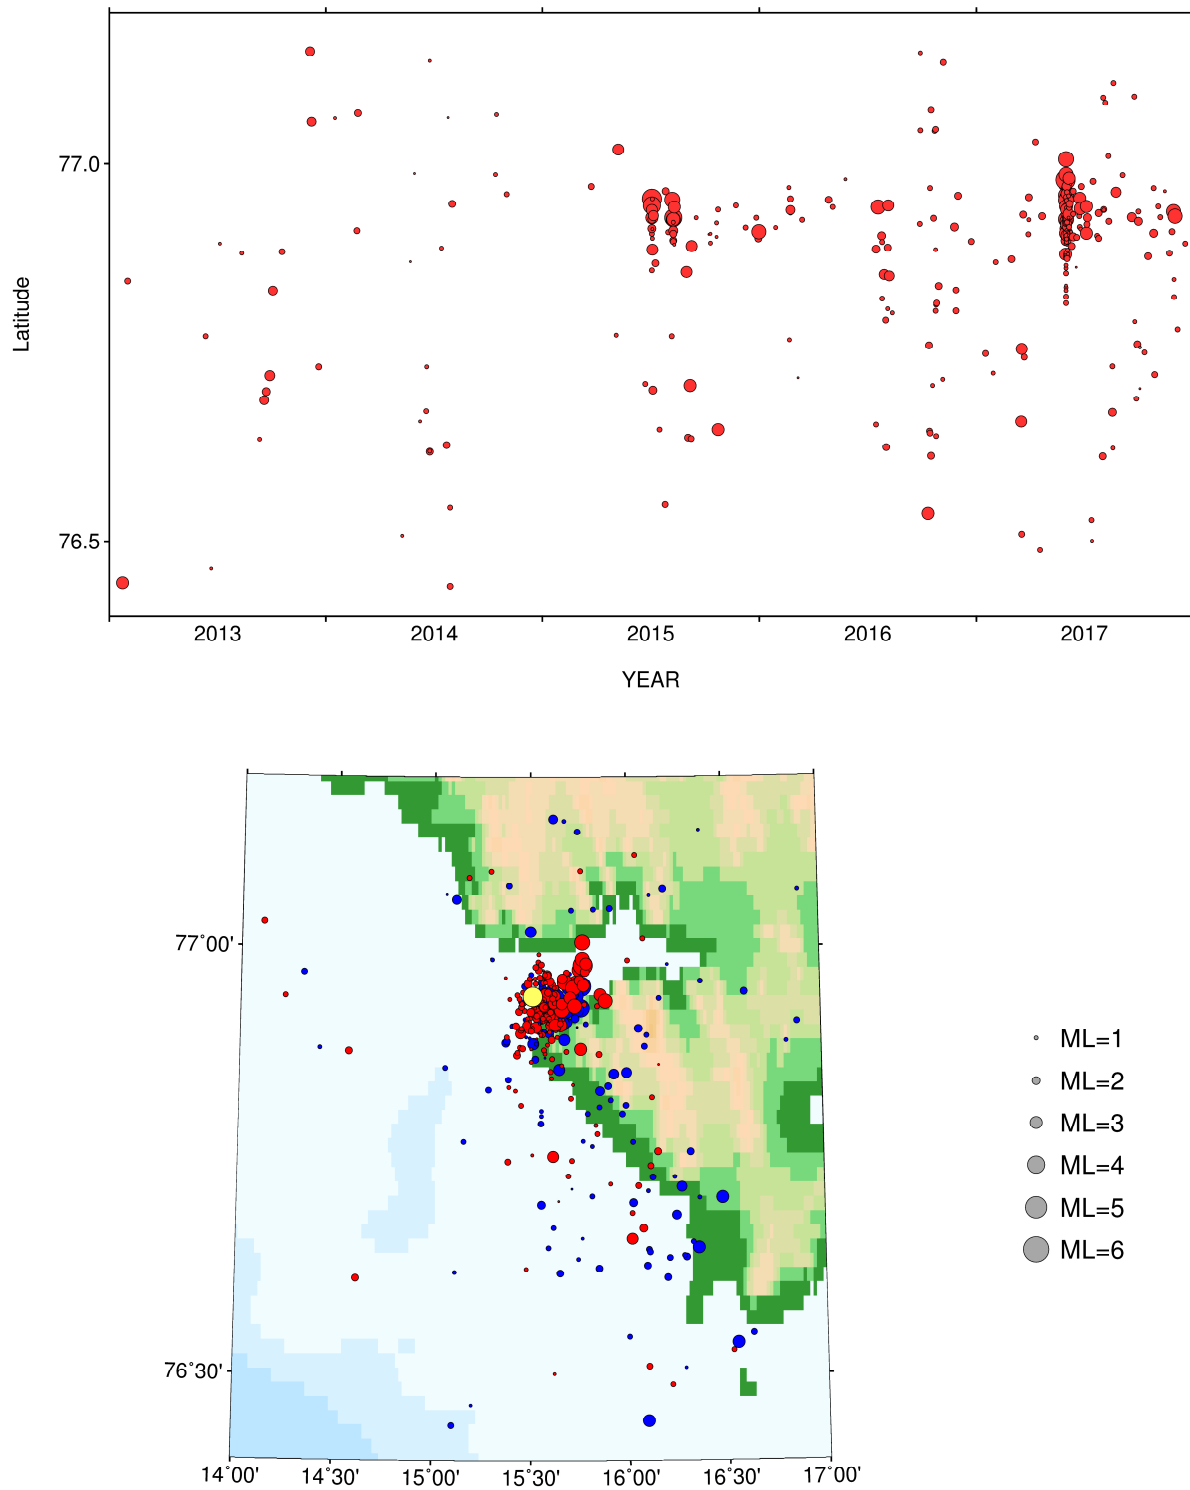 77.0
Latitude
76.5
2013 2014 2015 2016 2017
YEAR
77°00'
ML=1
ML=2
ML=3
ML=4
ML=5
ML=6
76°30'
14°00' 14°30' 15°00' 15°30' 16°00' 16°30' 17°00'